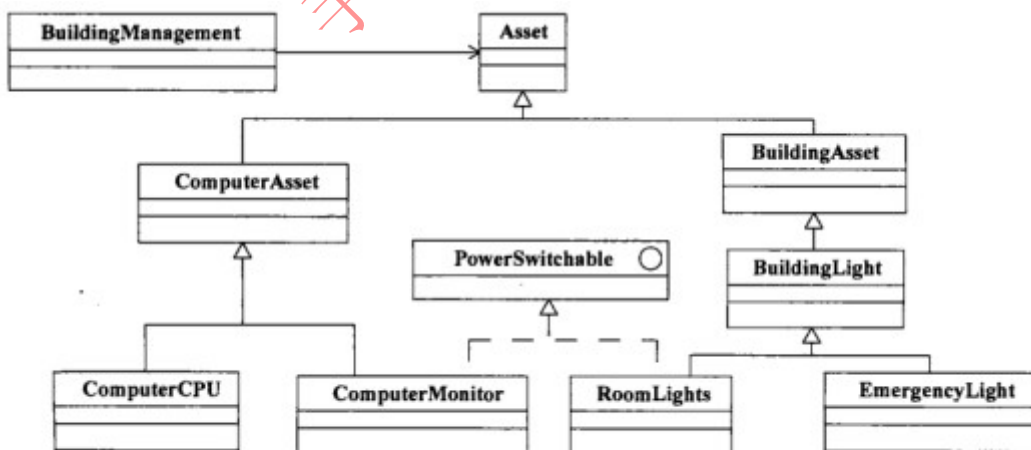 BuildingManagement
Asset
BuildingAsset
ComputerAsset
PowerSwitchable
BuildingLight
ComputerCPU
ComputerMonitor
RoomLights
EmergencyLight